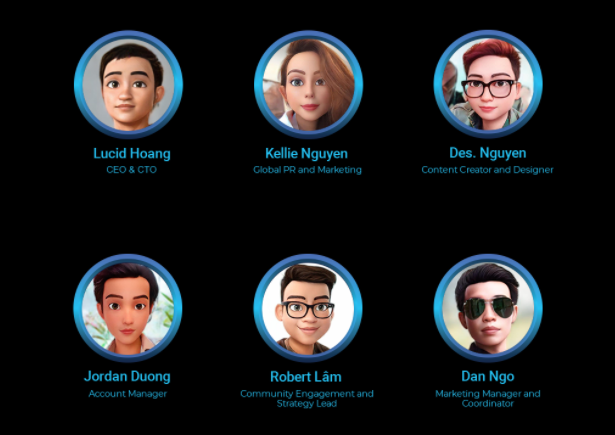 Lucid Hoang
CEO & CTO
Kellie Nguyen
Global PR and Marketing
Des. Nguyen
Content Creator and Designer
Jordan Duong
Account Manager
Robert Lâm
Community Engagement and
Strategy Lead
Dan Ngo
Marketing Manager and
Coordinator